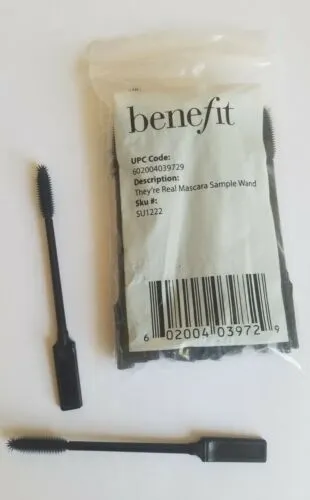 benefit
UPC Code:
602004039729
Description:
They're Real Mascara Sample Wand
Sku #:
SU1222
6 02004 03972 9